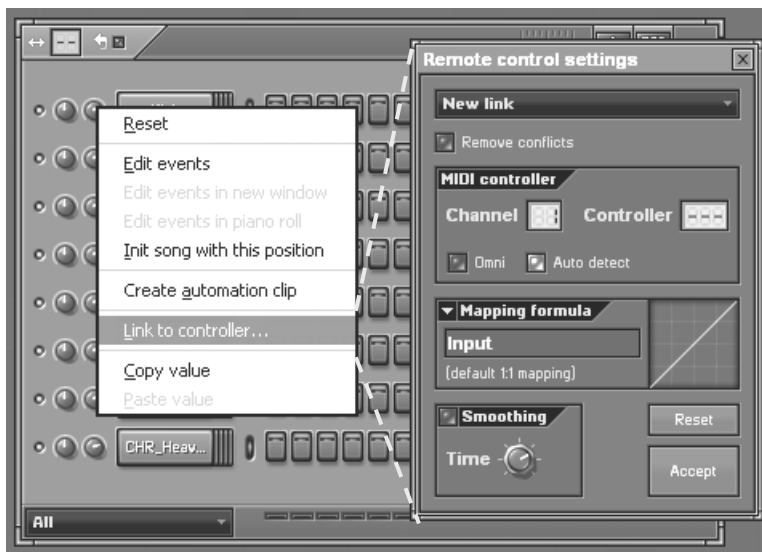 Reset
Edit events
Edit events in new window
Edit events in piano roll
Init song with this position
Create automation clip
Link to controller...
Copy value
Paste value
CHR_Heav...
All
Remote control settings
New link
Remove conflicts
MIDI controller
Channel 1 Controller ---
Omni Auto detect
Mapping formula
Input
(default 1:1 mapping)
Smoothing
Reset
Time
Accept